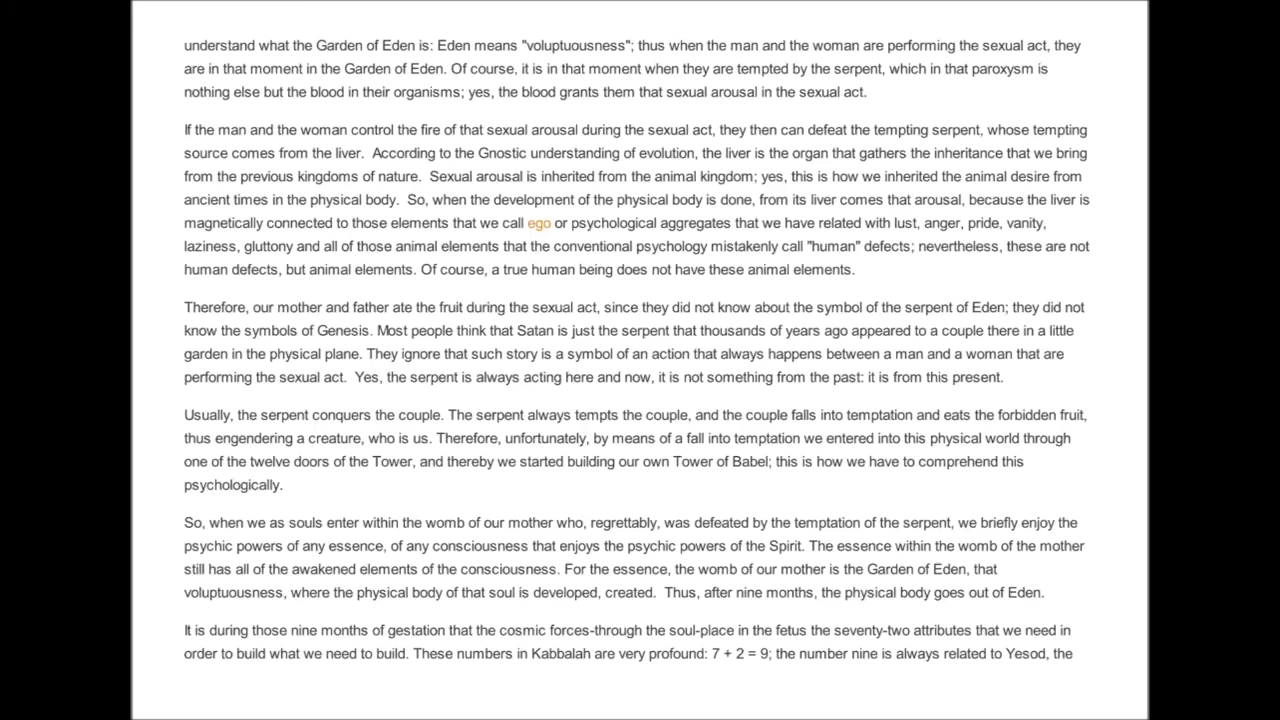 understand what the Garden of Eden is: Eden means "voluptuousness"; thus when the man and the woman are performing the sexual act, they
are in that moment in the Garden of Eden. Of course, it is in that moment when they are tempted by the serpent, which in that paroxysm is
nothing else but the blood in their organisms; yes, the blood grants them that sexual arousal in the sexual act.
If the man and the woman control the fire of that sexual arousal during the sexual act, they then can defeat the tempting serpent, whose tempting
source comes from the liver.  According to the Gnostic understanding of evolution, the liver is the organ that gathers the inheritance that we bring
from the previous kingdoms of nature.  Sexual arousal is inherited from the animal kingdom; yes, this is how we inherited the animal desire from
ancient times in the physical body.  So, when the development of the physical body is done, from its liver comes that arousal, because the liver is
magnetically connected to those elements that we call ego or psychological aggregates that we have related with lust, anger, pride, vanity,
laziness, gluttony and all of those animal elements that the conventional psychology mistakenly call "human" defects; nevertheless, these are not
human defects, but animal elements. Of course, a true human being does not have these animal elements.
Therefore, our mother and father ate the fruit during the sexual act, since they did not know about the symbol of the serpent of Eden; they did not
know the symbols of Genesis. Most people think that Satan is just the serpent that thousands of years ago appeared to a couple there in a little
garden in the physical plane. They ignore that such story is a symbol of an action that always happens between a man and a woman that are
performing the sexual act.  Yes, the serpent is always acting here and now, it is not something from the past: it is from this present.
Usually, the serpent conquers the couple. The serpent always tempts the couple, and the couple falls into temptation and eats the forbidden fruit,
thus engendering a creature, who is us. Therefore, unfortunately, by means of a fall into temptation we entered into this physical world through
one of the twelve doors of the Tower, and thereby we started building our own Tower of Babel; this is how we have to comprehend this
psychologically.
So, when we as souls enter within the womb of our mother who, regrettably, was defeated by the temptation of the serpent, we briefly enjoy the
psychic powers of any essence, of any consciousness that enjoys the psychic powers of the Spirit. The essence within the womb of the mother
still has all of the awakened elements of the consciousness. For the essence, the womb of our mother is the Garden of Eden, that
voluptuousness, where the physical body of that soul is developed, created.  Thus, after nine months, the physical body goes out of Eden.
It is during those nine months of gestation that the cosmic forces-through the soul-place in the fetus the seventy-two attributes that we need in
order to build what we need to build. These numbers in Kabbalah are very profound: 7 + 2 = 9; the number nine is always related to Yesod, the